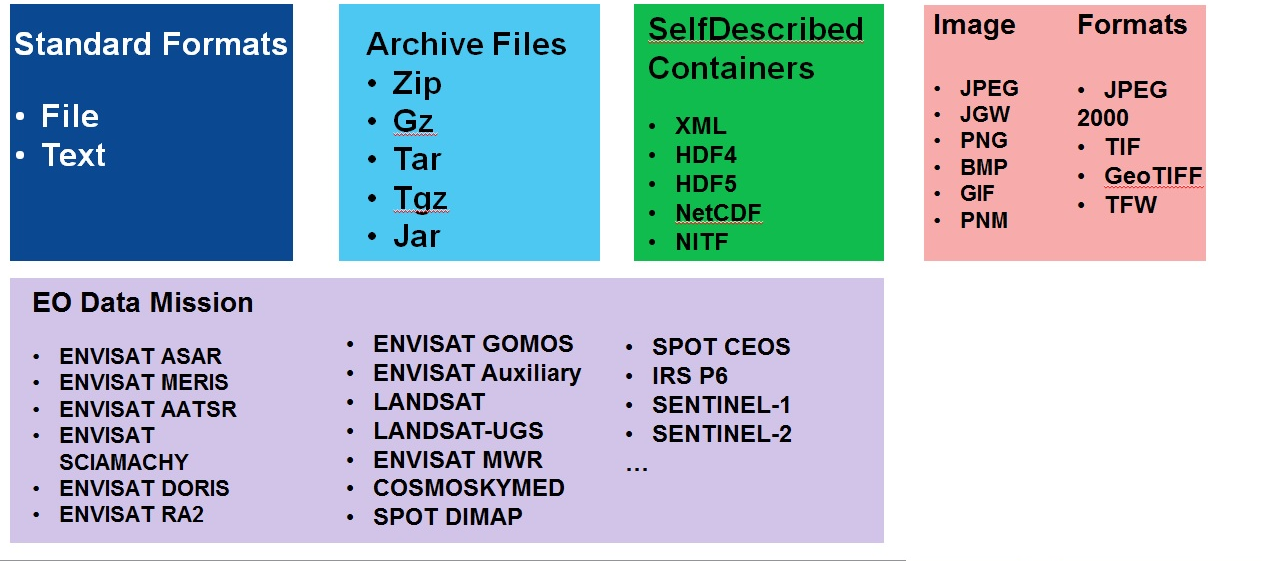 Standard Formats
• File
• Text
Archive Files
• Zip
• Gz
• Tar
• Tgz
• Jar
SelfDescribed
Containers
• XML
• HDF4
• HDF5
• NetCDF
• NITF
Image Formats
• JPEG
• JGW
• PNG
• BMP
• GIF
• PNM
• JPEG
2000
• TIF
• GeoTIFF
• TFW
EO Data Mission
• ENVISAT ASAR
• ENVISAT MERIS
• ENVISAT AATSR
• ENVISAT
SCIAMACHY
• ENVISAT DORIS
• ENVISAT RA2
• ENVISAT GOMOS
• ENVISAT Auxiliary
• LANDSAT
• LANDSAT-UGS
• ENVISAT MWR
• COSMOSKYMED
• SPOT DIMAP
• SPOT CEOS
• IRS P6
• SENTINEL-1
• SENTINEL-2
...